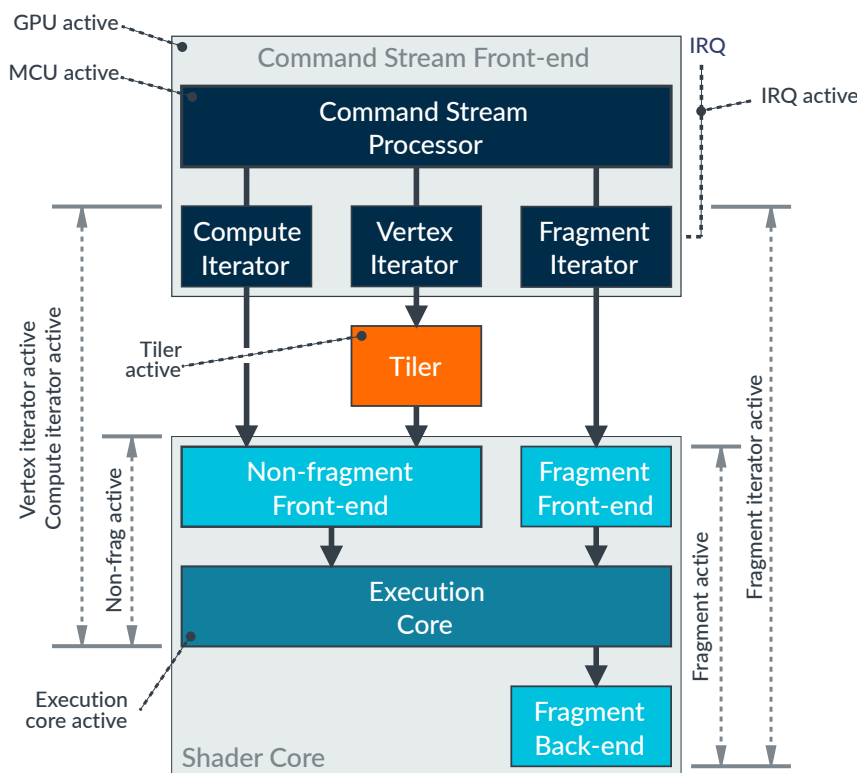 GPU active
Command Stream Front-end
IRQ
MCU active
IRQ active
Command Stream
Processor
Compute
Iterator
Vertex
Iterator
Fragment
Iterator
Tiler
active
Tiler
Vertex iterator active
Compute iterator active
Non-frag active
Non-fragment
Front-end
Fragment
Front-end
Fragment active
Fragment iterator active
Execution
Core
Execution
core active
Fragment
Back-end
Shader Core